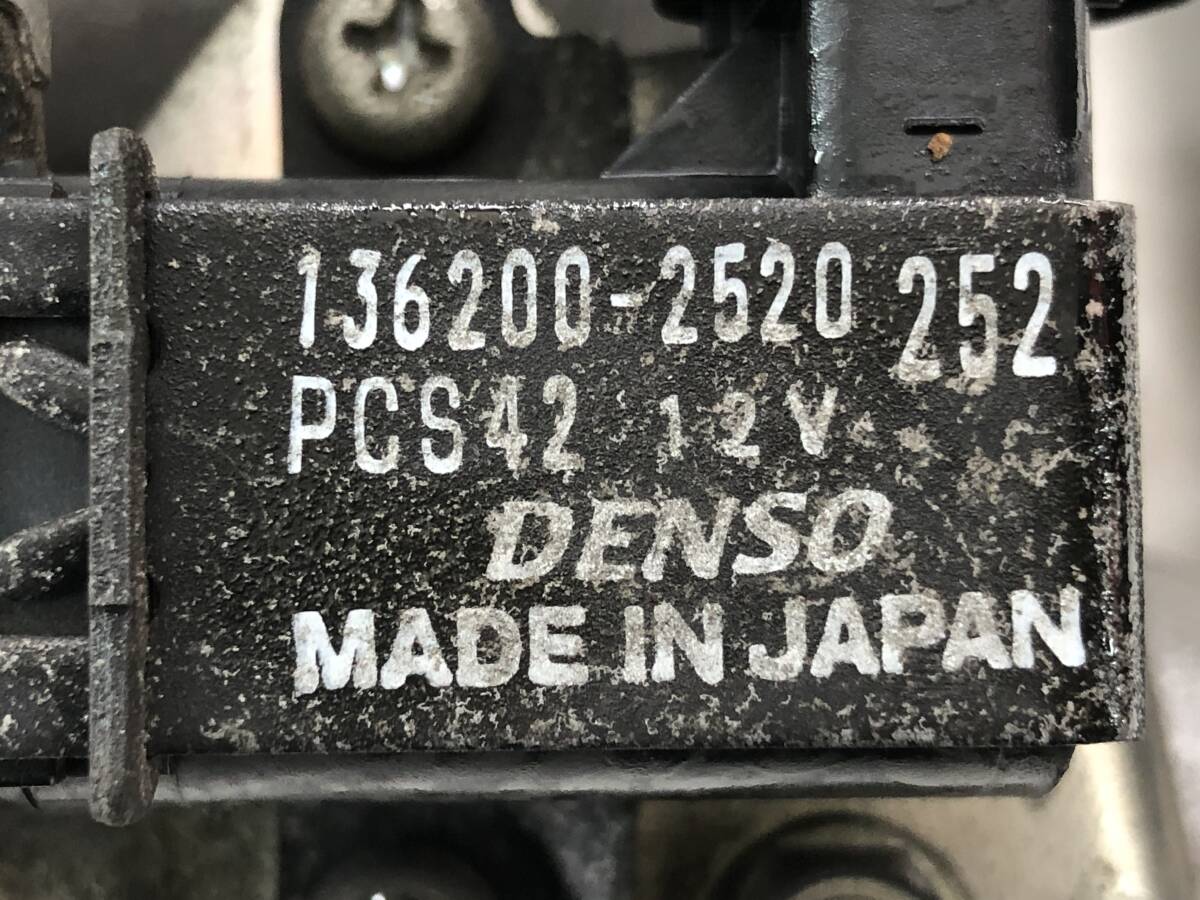 136200-2520 252
PCS42 12V
DENSO
MADE IN JAPAN